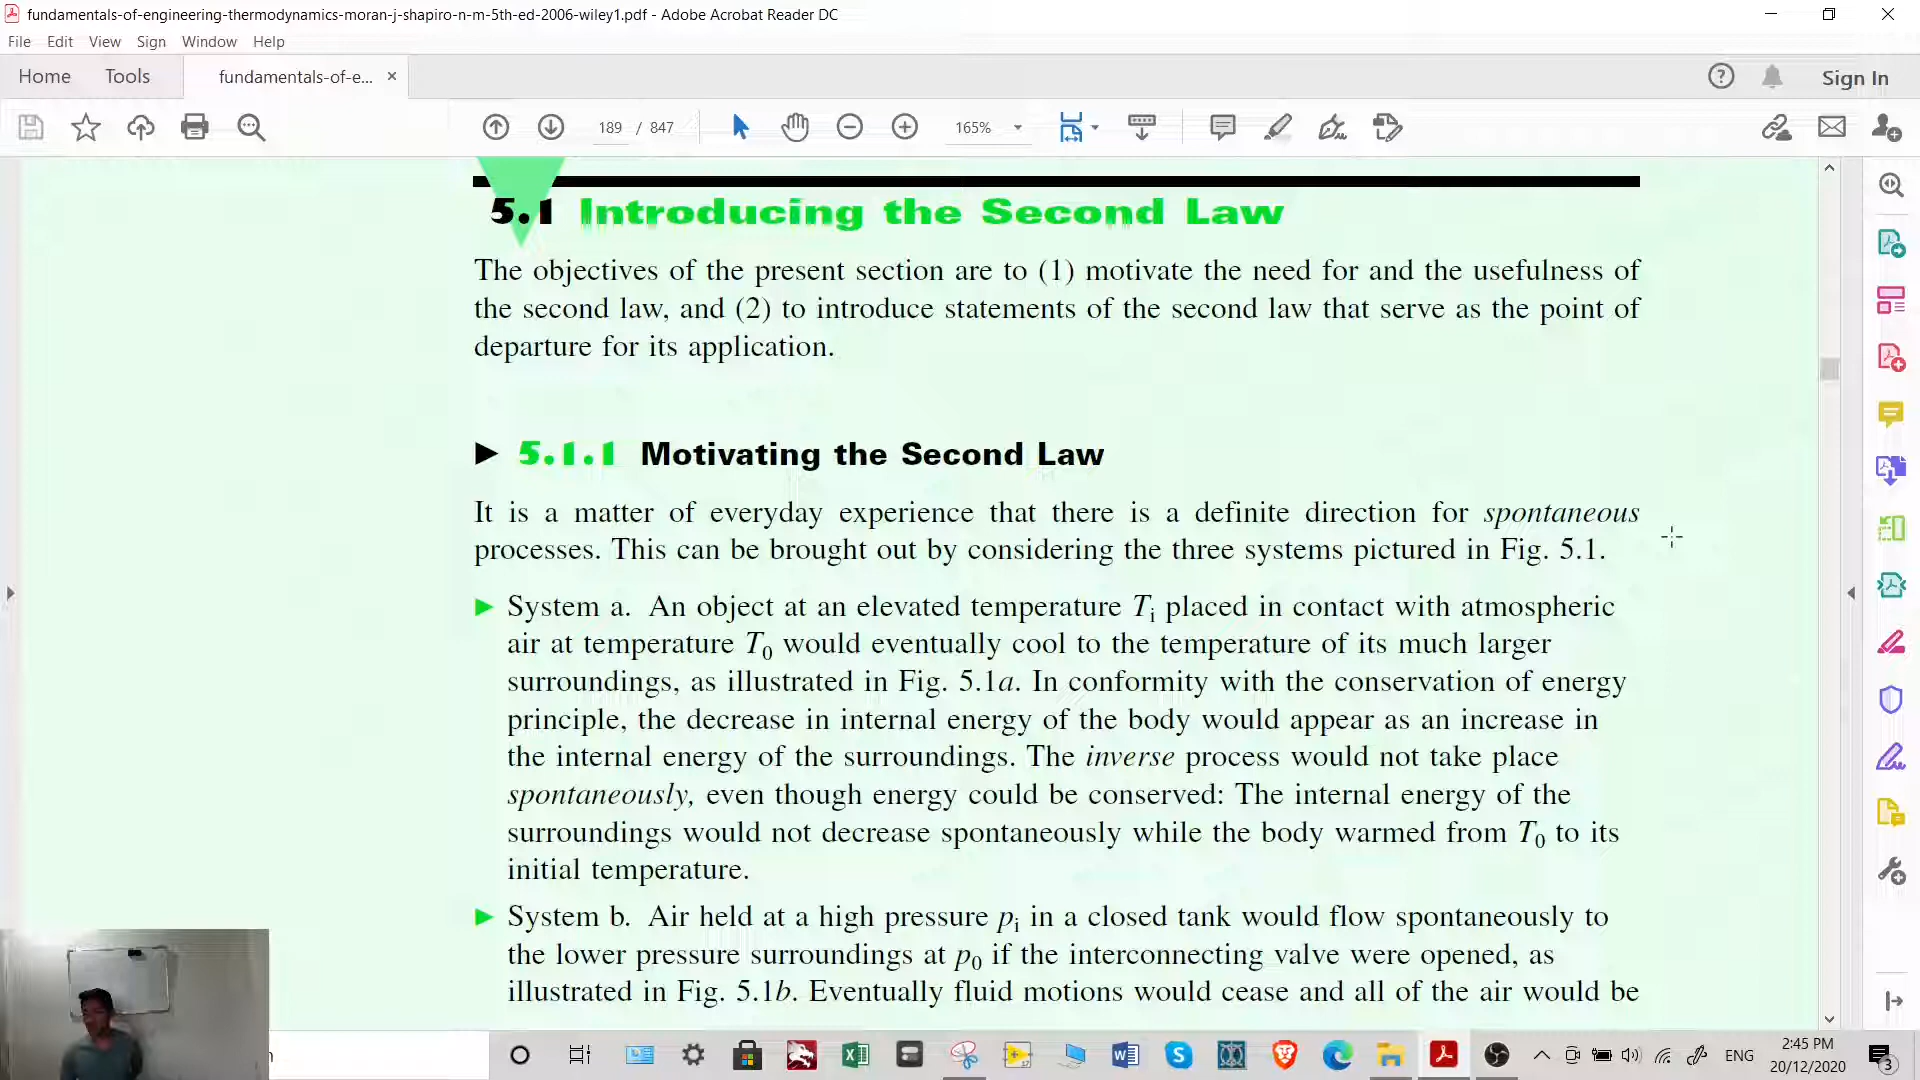 fundamentals-of-engineering-thermodynamics-moran-j-shapiro-n-m-5th-ed-2006-wiley1.pdf - Adobe Acrobat Reader DC
File Edit View Sign Window Help
Home Tools fundamentals-of-e... × Sign In
189 / 847 165%
5.1 Introducing the Second Law
The objectives of the present section are to (1) motivate the need for and the usefulness of
the second law, and (2) to introduce statements of the second law that serve as the point of
departure for its application.
► 5.1.1 Motivating the Second Law
It is a matter of everyday experience that there is a definite direction for spontaneous
processes. This can be brought out by considering the three systems pictured in Fig. 5.1.
► System a. An object at an elevated temperature Ti placed in contact with atmospheric
air at temperature T0 would eventually cool to the temperature of its much larger
surroundings, as illustrated in Fig. 5.1a. In conformity with the conservation of energy
principle, the decrease in internal energy of the body would appear as an increase in
the internal energy of the surroundings. The inverse process would not take place
spontaneously, even though energy could be conserved: The internal energy of the
surroundings would not decrease spontaneously while the body warmed from T0 to its
initial temperature.
► System b. Air held at a high pressure pi in a closed tank would flow spontaneously to
the lower pressure surroundings at p0 if the interconnecting valve were opened, as
illustrated in Fig. 5.1b. Eventually fluid motions would cease and all of the air would be
ENG
2:45 PM
20/12/2020
3